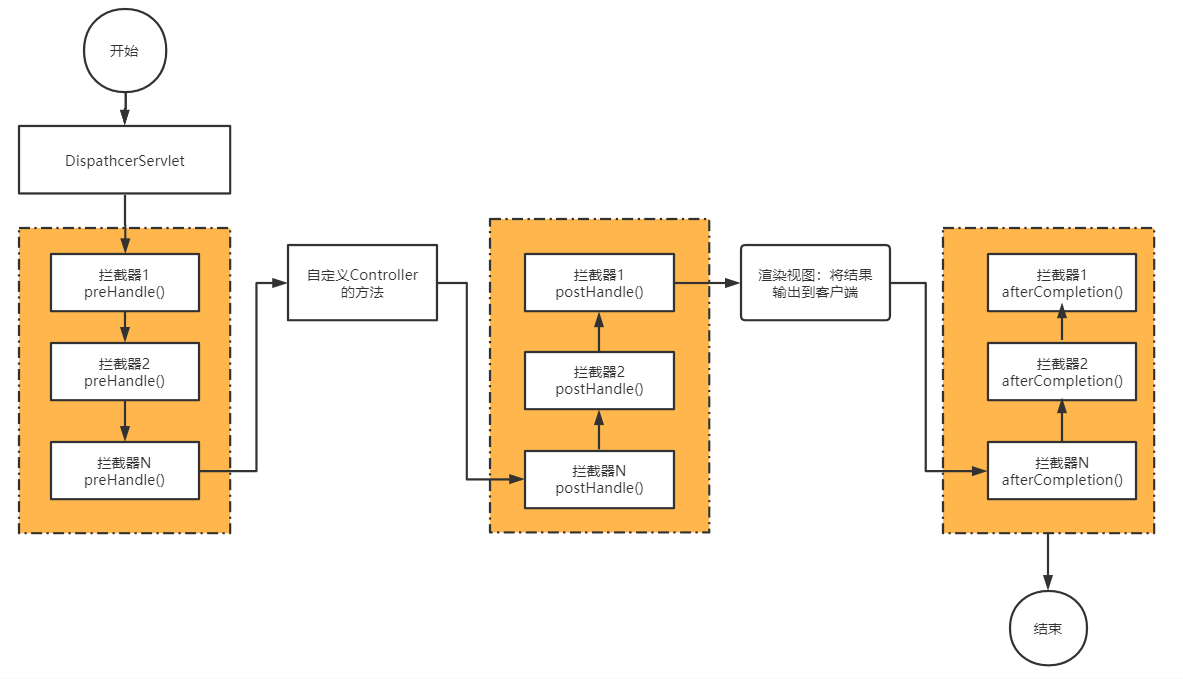 开始
DispathcerServlet
拦截器1
preHandle()
拦截器2
preHandle()
拦截器N
preHandle()
自定义Controller
的方法
拦截器1
postHandle()
拦截器2
postHandle()
拦截器N
postHandle()
渲染视图：将结果
输出到客户端
拦截器1
afterCompletion()
拦截器2
afterCompletion()
拦截器N
afterCompletion()
结束